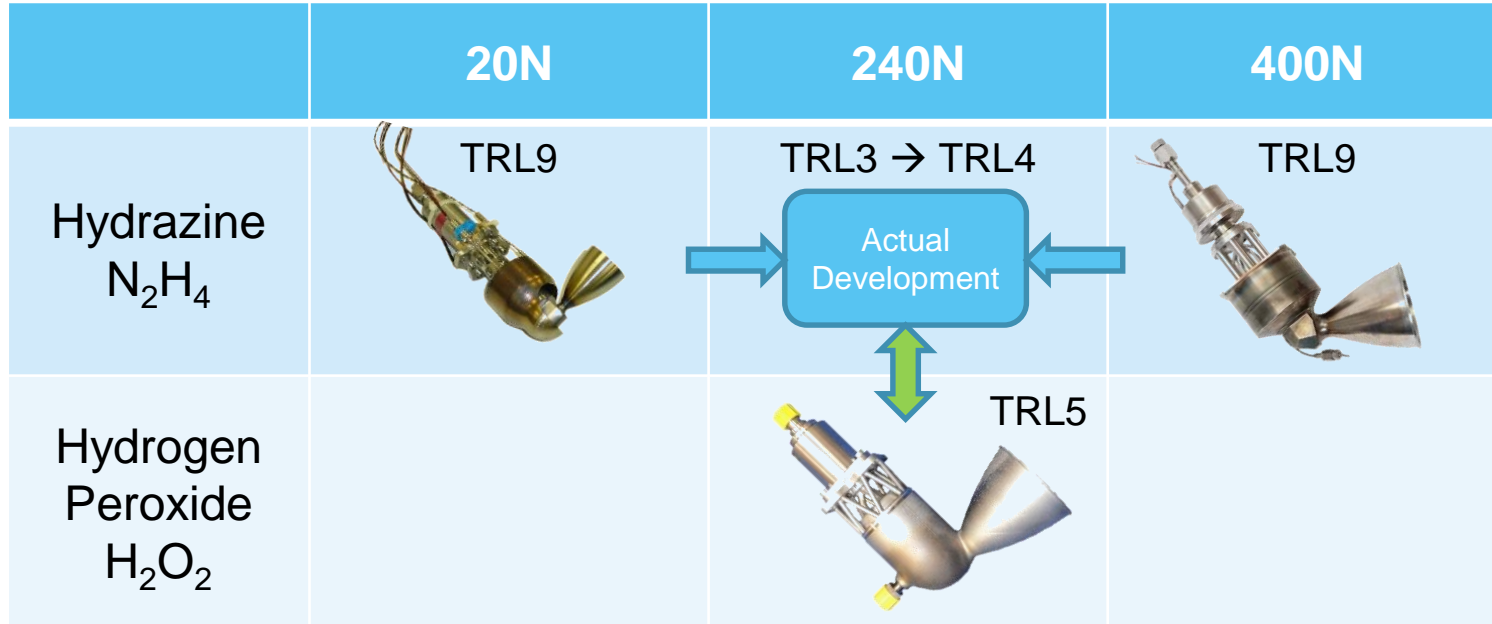 20N
240N
400N
Hydrazine
N₂H₄
TRL9
TRL3 → TRL4
Actual
Development
TRL9
Hydrogen
Peroxide
H₂O₂
TRL5